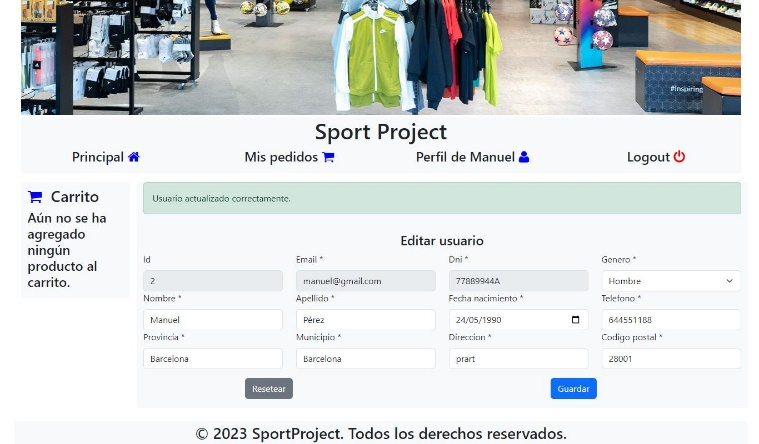 #inspiring
Sport Project
Principal Mis pedidos Perfil de Manuel Logout
Carrito
Aún no se ha
agregado
ningún
producto al
carrito.
Usuario actualizado correctamente.
Editar usuario
Id Email * Dni * Genero *
2 manuel@gmail.com 77889944A Hombre
Nombre * Apellido * Fecha nacimiento * Telefono *
Manuel Pérez 24/05/1990 644551188
Provincia * Municipio * Direccion * Codigo postal *
Barcelona Barcelona prart 28001
Resetear Guardar
© 2023 SportProject. Todos los derechos reservados.